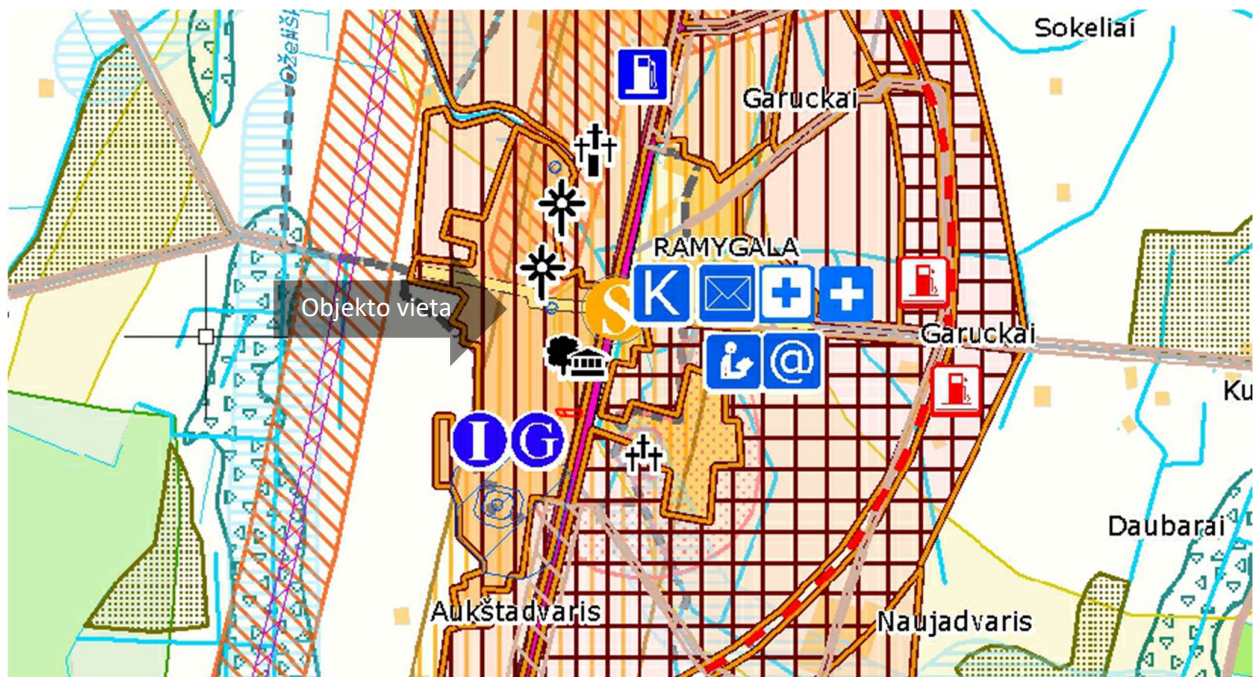 Sokeliai
Garuckai
RAMYGALA
K
S
Objekto vieta
Garuckai
@
Ku
I G
Daubarai
Aukštadvaris
Naujadvaris